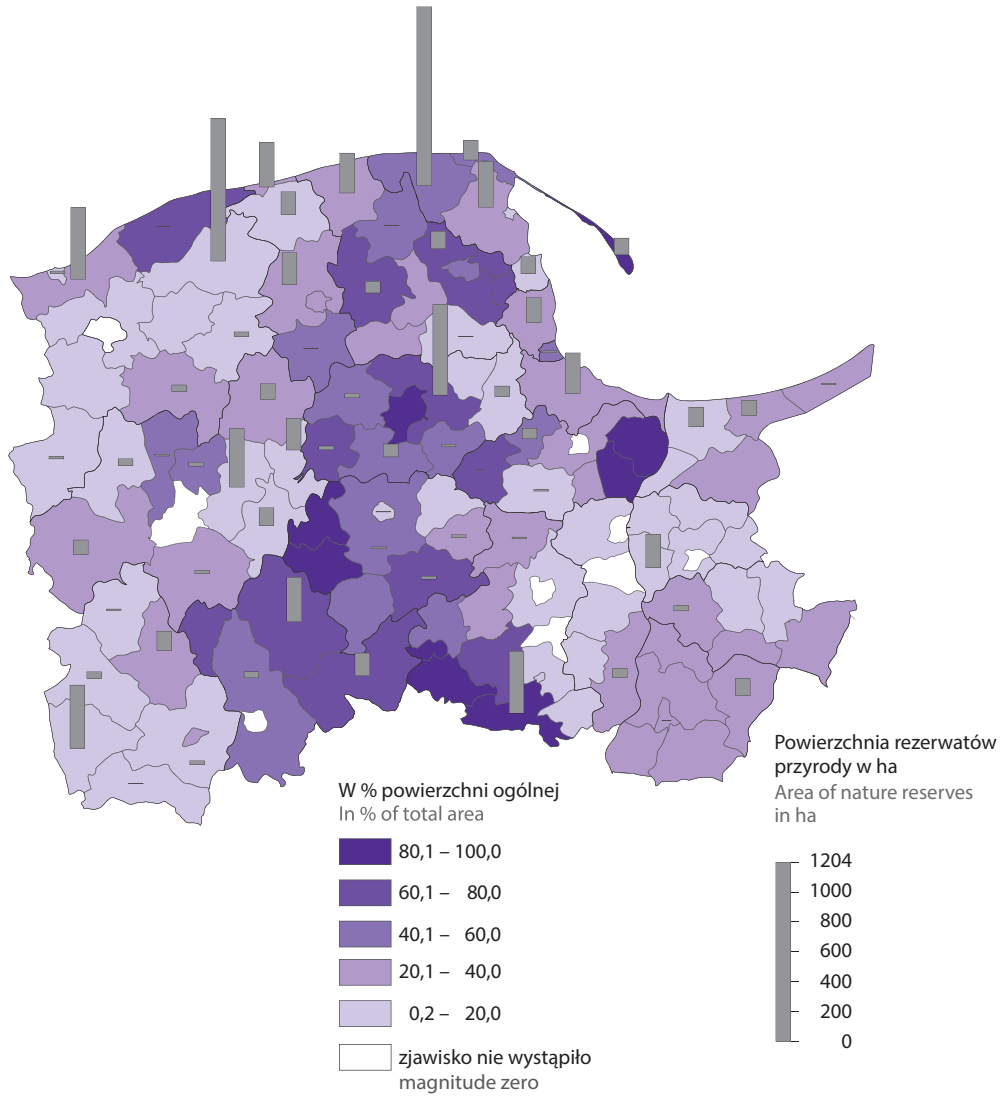 Powierzchnia rezerwatów
przyrody w ha
Area of nature reserves
in ha
1204
1000
800
600
400
200
0
W % powierzchni ogólnej
In % of total area
80,1 – 100,0
60,1 – 80,0
40,1 – 60,0
20,1 – 40,0
0,2 – 20,0
zjawisko nie wystąpiło
magnitude zero